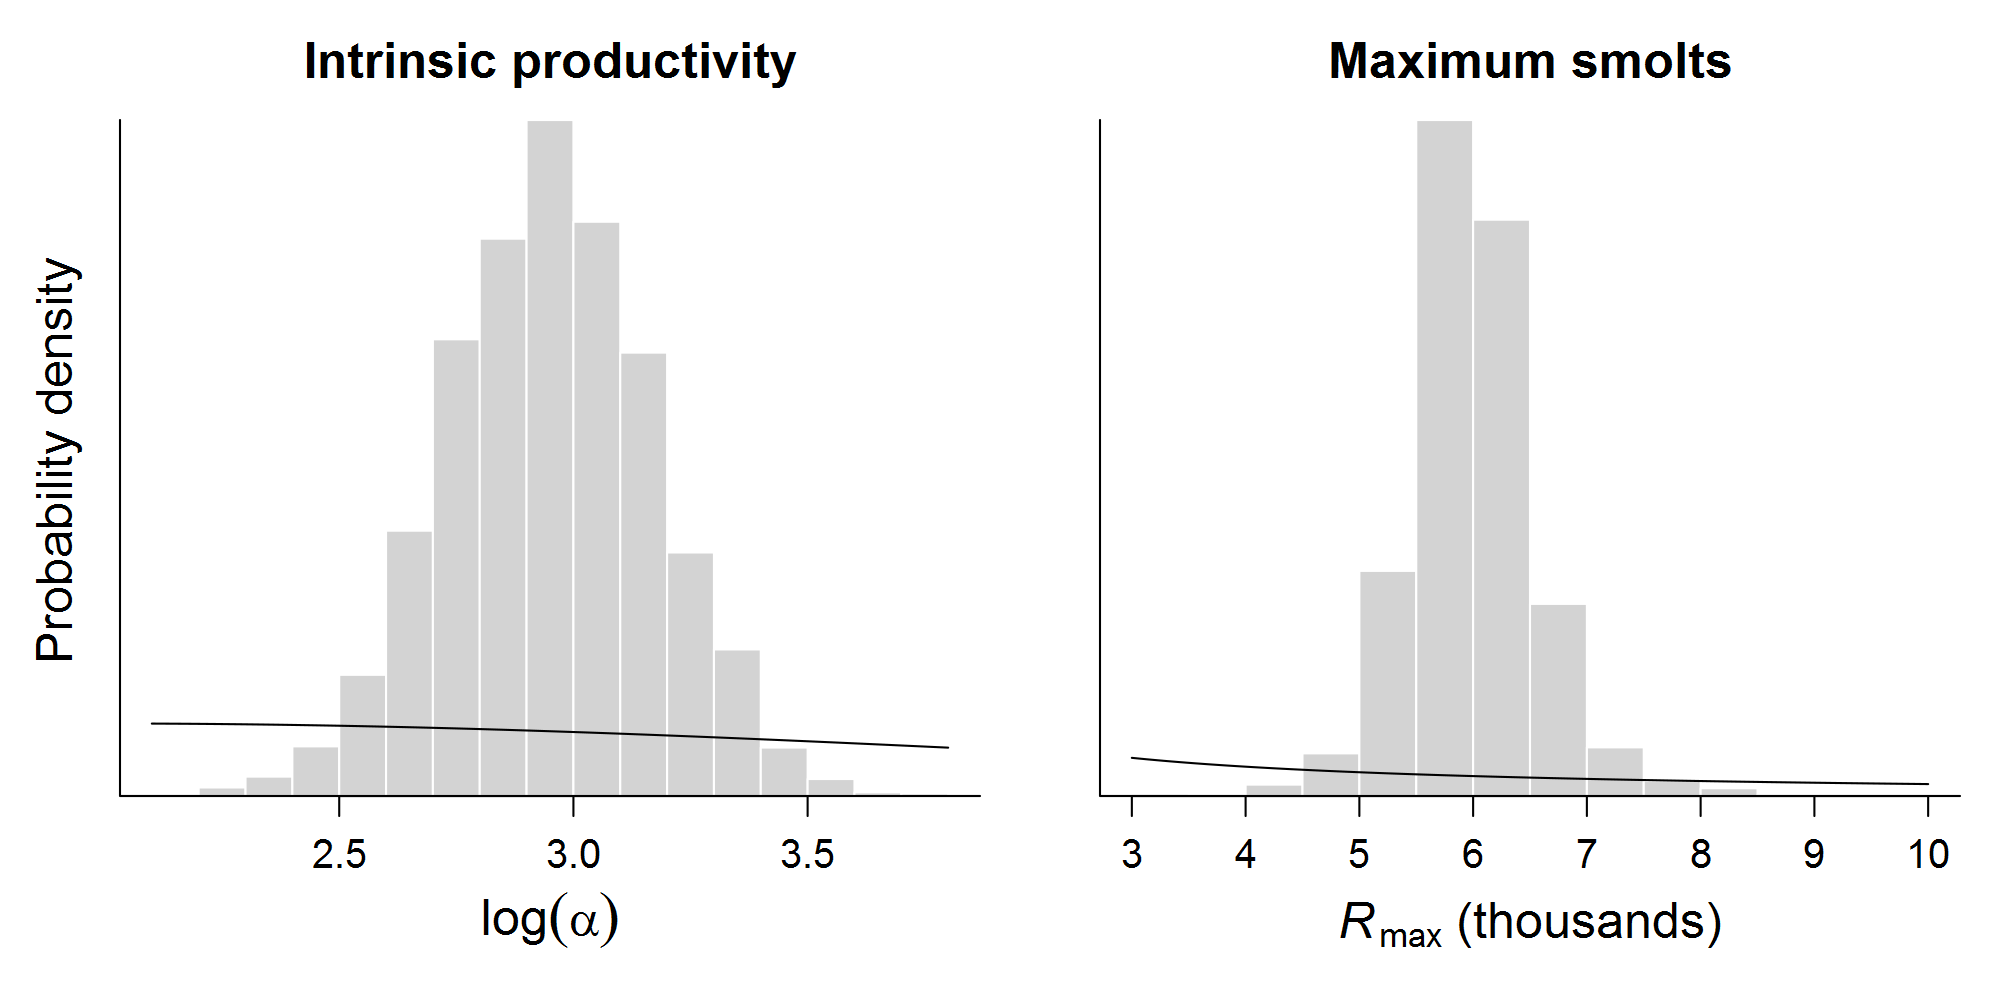 Intrinsic productivity
Probability density
2.5 3.0 3.5
log(α)
Maximum smolts
3 4 5 6 7 8 9 10
Rmax (thousands)